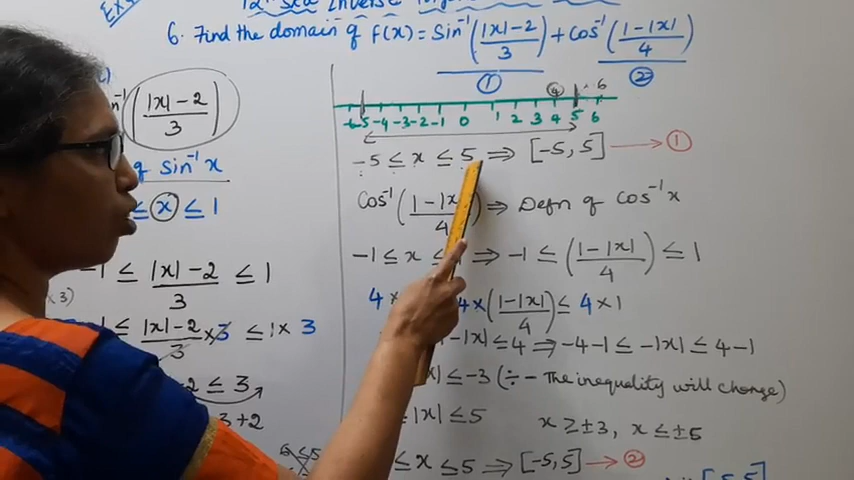 12th Std Inverse
6. Find the domain of f(x) = Sin⁻¹(|x|-2/3) + Cos⁻¹(1-|x|/4)
① ②
(|x|-2/3)
of sin⁻¹x
≤ x ≤ 1
-1 ≤ |x|-2/3 ≤ 1
≤ |x|-2/3 ×3 ≤ 1×3
-2 ≤ 3
3+2
④ 6
-6 -5 -4 -3 -2 -1 0 1 2 3 4 5 6
-5 ≤ x ≤ 5 ⇒ [-5, 5] → ①
Cos⁻¹(1-|x|/4) ⇒ Defn of Cos⁻¹x
-1 ≤ x ≤ 1 ⇒ -1 ≤ (1-|x|/4) ≤ 1
4 4×(1-|x|/4) ≤ 4×1
1-|x| ≤ 4 ⇒ -4-1 ≤ -|x| ≤ 4-1
|x| ≤ -3 (÷ - The inequality will change)
≤ |x| ≤ 5 x ≥ ±3, x ≤ ±5
≤ x ≤ 5 ⇒ [-5, 5] → ②